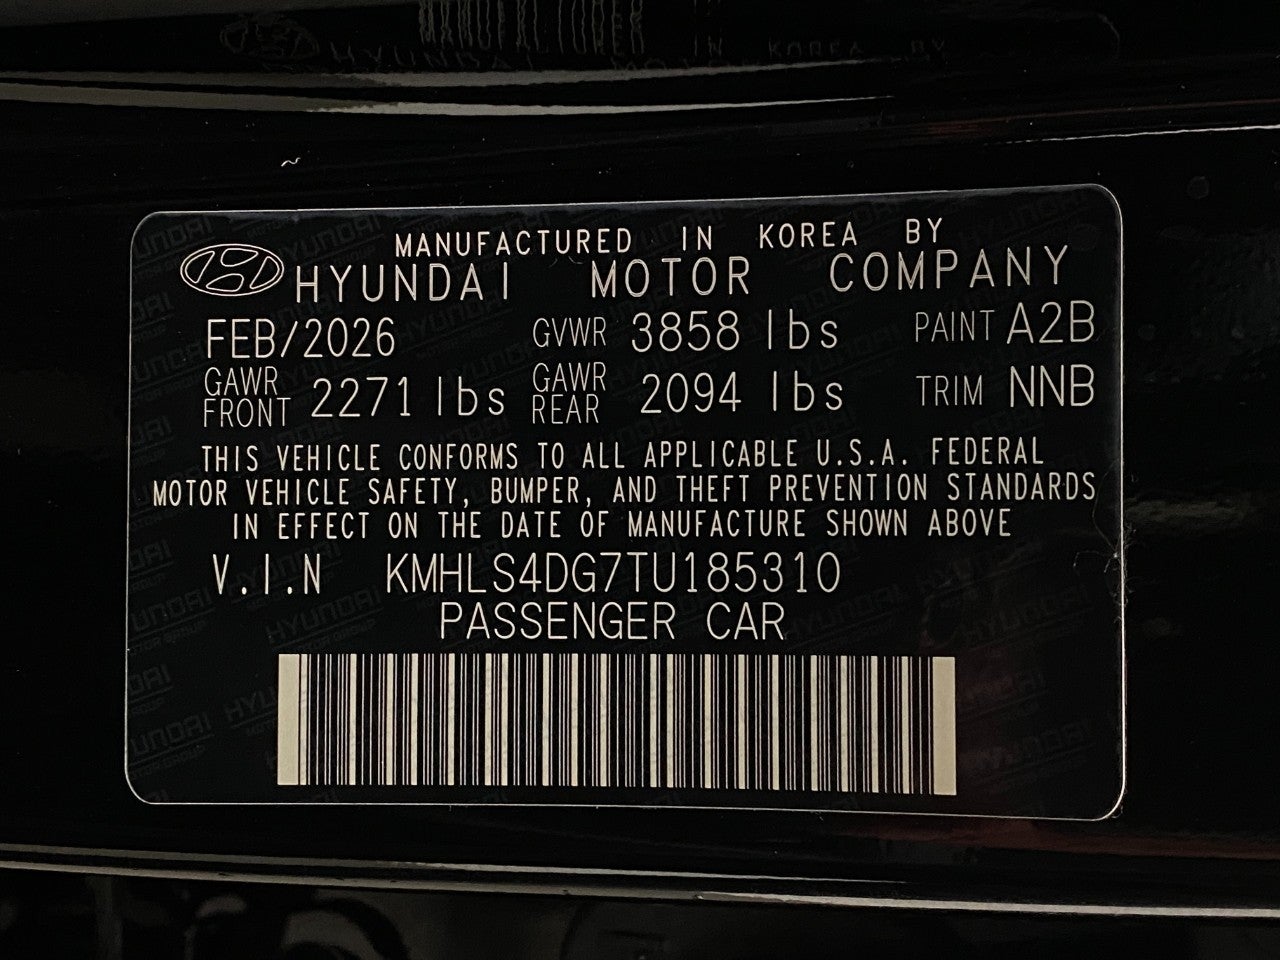 MANUFACTURED IN KOREA BY
HYUNDAI MOTOR COMPANY
FEB/2026 GVWR 3858 lbs PAINT A2B
GAWR FRONT 2271 lbs GAWR REAR 2094 lbs TRIM NNB
THIS VEHICLE CONFORMS TO ALL APPLICABLE U.S.A. FEDERAL
MOTOR VEHICLE SAFETY, BUMPER, AND THEFT PREVENTION STANDARDS
IN EFFECT ON THE DATE OF MANUFACTURE SHOWN ABOVE
V.I.N KMHLS4DG7TU185310
PASSENGER CAR